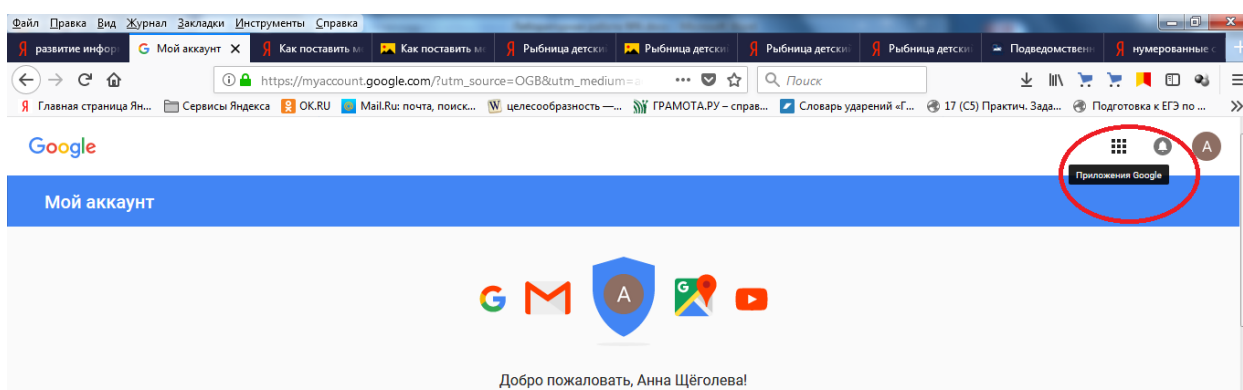 Файл Правка Вид Журнал Закладки Инструменты Справка
развитие инфор Мой аккаунт Как поставить Как поставить Рыбница детски Рыбница детски Рыбница детски Рыбница детски Подведомствен нумерованные с
https://myaccount.google.com/?utm_source=OGB&utm_medium= Поиск
Главная страница Ян... Сервисы Яндекса OK.RU Mail.Ru: почта, поиск... целесообразность —... ГРАМОТА.РУ – справ... Словарь ударений «Г... 17 (С5) Практич. Зада... Подготовка к ЕГЭ по ...
Google
A
Приложения Google
Мой аккаунт
G A G
Добро пожаловать, Анна Щёголева!